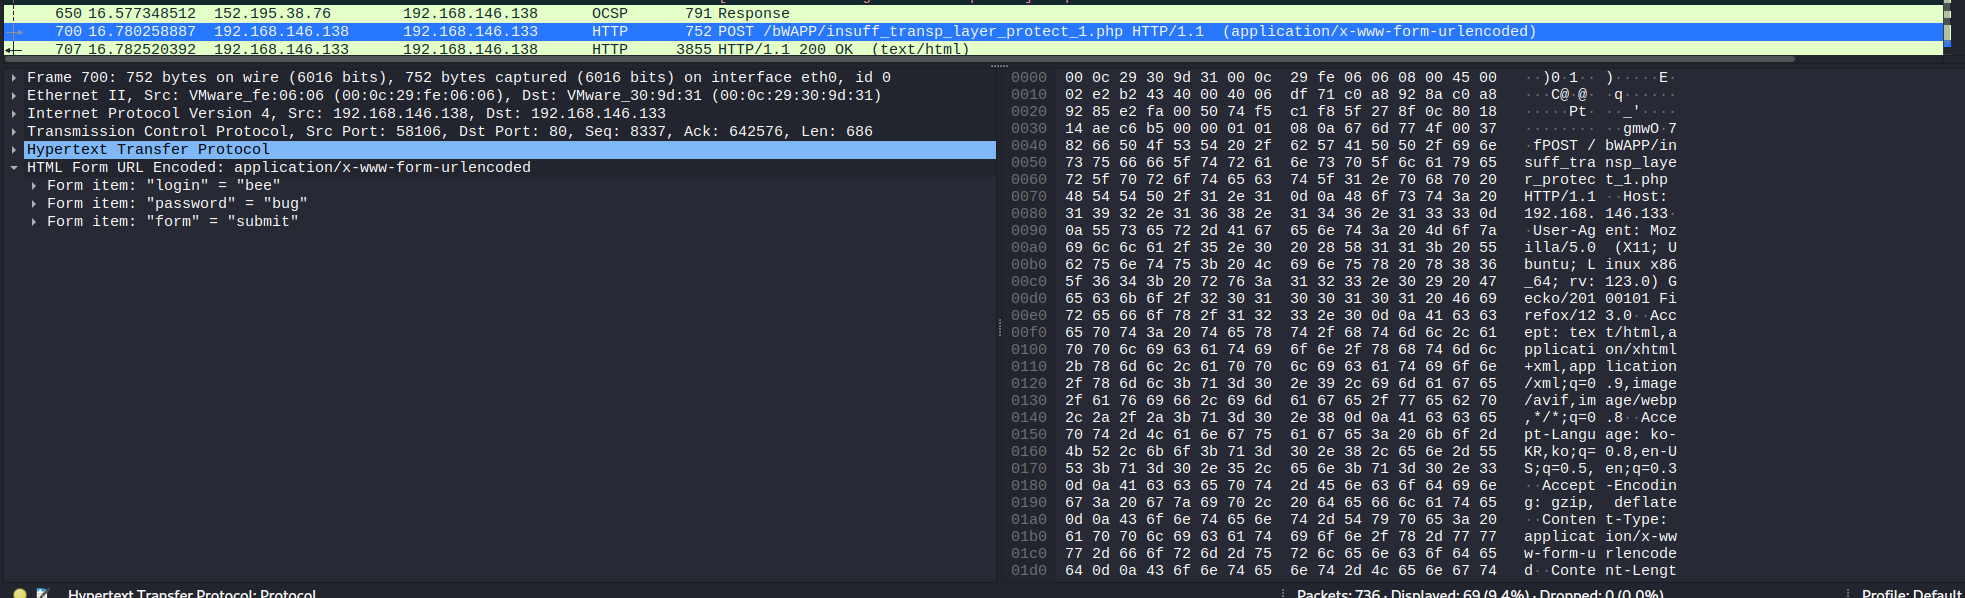 650 16.577348512 152.195.38.76 192.168.146.138 OCSP 791 Response
700 16.780258887 192.168.146.138 192.168.146.133 HTTP 752 POST /bWAPP/insuff_transp_layer_protect_1.php HTTP/1.1 (application/x-www-form-urlencoded)
707 16.782520392 192.168.146.133 192.168.146.138 HTTP 3855 HTTP/1.1 200 OK (text/html)
Frame 700: 752 bytes on wire (6016 bits), 752 bytes captured (6016 bits) on interface eth0, id 0
Ethernet II, Src: VMware_fe:06:06 (00:0c:29:fe:06:06), Dst: VMware_30:9d:31 (00:0c:29:30:9d:31)
Internet Protocol Version 4, Src: 192.168.146.138, Dst: 192.168.146.133
Transmission Control Protocol, Src Port: 58106, Dst Port: 80, Seq: 8337, Ack: 642576, Len: 686
Hypertext Transfer Protocol
HTML Form URL Encoded: application/x-www-form-urlencoded
Form item: "login" = "bee"
Form item: "password" = "bug"
Form item: "form" = "submit"
0000 00 0c 29 30 9d 31 00 0c 29 fe 06 06 08 00 45 00 ··)0·1·· )·····E·
0010 02 e2 b2 43 40 00 40 06 df 71 c0 a8 92 8a c0 a8 ···C@·@· ·q······
0020 92 85 e2 fa 00 50 74 f5 c1 f8 5f 27 8f 0c 80 18 ·····Pt· ··_'····
0030 14 ae c6 b5 00 00 01 01 08 0a 67 6d 77 4f 00 37 ········ ··gmwO·7
0040 82 66 50 4f 53 54 20 2f 62 57 41 50 50 2f 69 6e ·fPOST / bWAPP/in
0050 73 75 66 66 5f 74 72 61 6e 73 70 5f 6c 61 79 65 suff_tra nsp_laye
0060 72 5f 70 72 6f 74 65 63 74 5f 31 2e 70 68 70 20 r_protec t_1.php
0070 48 54 54 50 2f 31 2e 31 0d 0a 48 6f 73 74 3a 20 HTTP/1.1 ··Host:
0080 31 39 32 2e 31 36 38 2e 31 34 36 2e 31 33 33 0d 192.168. 146.133·
0090 0a 55 73 65 72 2d 41 67 65 6e 74 3a 20 4d 6f 7a ·User-Ag ent: Moz
00a0 69 6c 6c 61 2f 35 2e 30 20 28 58 31 31 3b 20 55 illa/5.0 (X11; U
00b0 62 75 6e 74 75 3b 20 4c 69 6e 75 78 20 78 38 36 buntu; L inux x86
00c0 5f 36 34 3b 20 72 76 3a 31 32 33 2e 30 29 20 47 _64; rv: 123.0) G
00d0 65 63 6b 6f 2f 32 30 31 30 30 31 30 31 20 46 69 ecko/201 00101 Fi
00e0 72 65 66 6f 78 2f 31 32 33 2e 30 0d 0a 41 63 63 refox/12 3.0··Acc
00f0 65 70 74 3a 20 74 65 78 74 2f 68 74 6d 6c 2c 61 ept: tex t/html,a
0100 70 70 6c 69 63 61 74 69 6f 6e 2f 78 68 74 6d 6c pplicati on/xhtml
0110 2b 78 6d 6c 2c 61 70 70 6c 69 63 61 74 69 6f 6e +xml,app lication
0120 2f 78 6d 6c 3b 71 3d 30 2e 39 2c 69 6d 61 67 65 /xml;q=0 .9,image
0130 2f 61 76 69 66 2c 69 6d 61 67 65 2f 77 65 62 70 /avif,im age/webp
0140 2c 2a 2f 2a 3b 71 3d 30 2e 38 0d 0a 41 63 63 65 ,*/*;q=0 .8··Acce
0150 70 74 2d 4c 61 6e 67 75 61 67 65 3a 20 6b 6f 2d pt-Langu age: ko-
0160 4b 52 2c 6b 6f 3b 71 3d 30 2e 38 2c 65 6e 2d 55 KR,ko;q= 0.8,en-U
0170 53 3b 71 3d 30 2e 35 2c 65 6e 3b 71 3d 30 2e 33 S;q=0.5, en;q=0.3
0180 0d 0a 41 63 63 65 70 74 2d 45 6e 63 6f 64 69 6e ··Accept -Encodin
0190 67 3a 20 67 7a 69 70 2c 20 64 65 66 6c 61 74 65 g: gzip, deflate
01a0 0d 0a 43 6f 6e 74 65 6e 74 2d 54 79 70 65 3a 20 ··Conten t-Type:
01b0 61 70 70 6c 69 63 61 74 69 6f 6e 2f 78 2d 77 77 applicat ion/x-ww
01c0 77 2d 66 6f 72 6d 2d 75 72 6c 65 6e 63 6f 64 65 w-form-u rlencode
01d0 64 0d 0a 43 6f 6e 74 65 6e 74 2d 4c 65 6e 67 74 d··Conte nt-Lengt
Hypertext Transfer Protocol: Protocol Packets: 736 · Displayed: 69 (9.4%) · Dropped: 0 (0.0%) Profile: Default